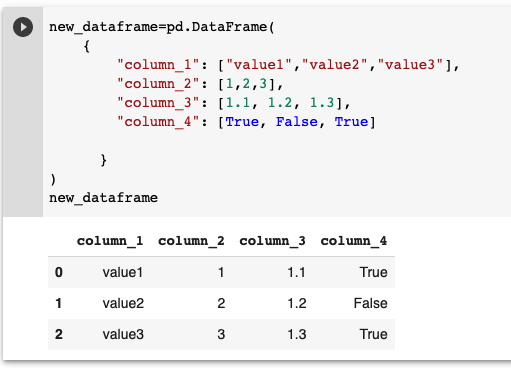 new_dataframe=pd.DataFrame(
{
"column_1": ["value1","value2","value3"],
"column_2": [1,2,3],
"column_3": [1.1, 1.2, 1.3],
"column_4": [True, False, True]
}
)
new_dataframe
column_1 column_2 column_3 column_4
0 value1 1 1.1 True
1 value2 2 1.2 False
2 value3 3 1.3 True